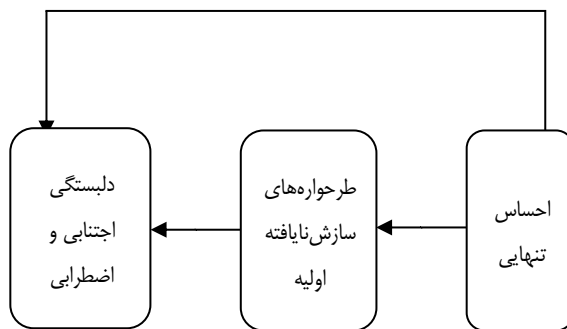 احساس
تنهایی
طرحواره‌های
سازش‌نایافته
اولیه
دلبستگی
اجتنابی و
اضطرابی